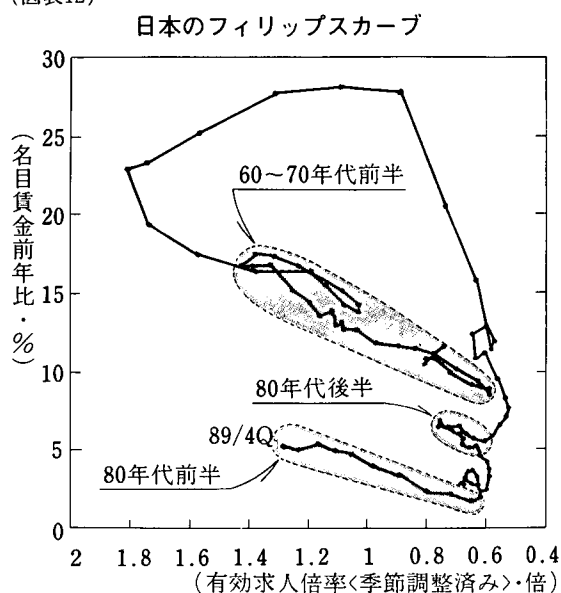 (図表12)
日本のフィリップスカーブ
30
25
20
15
10
5
0
(名目賃金前年比・%)
60~70年代前半
80年代後半
89/4Q
80年代前半
2 1.8 1.6 1.4 1.2 1 0.8 0.6 0.4
(有効求人倍率<季節調整済み>・倍)